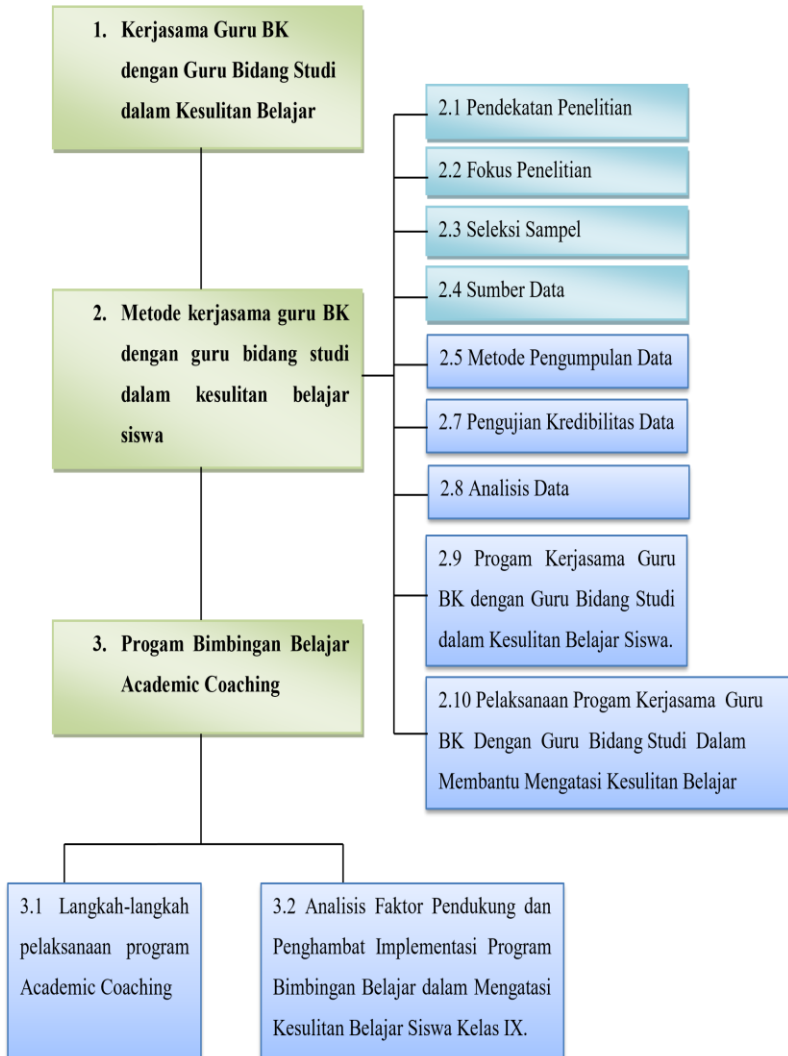 1. Kerjasama Guru BK
dengan Guru Bidang Studi
dalam Kesulitan Belajar
2. Metode kerjasama guru BK
dengan guru bidang studi
dalam kesulitan belajar
siswa
2.1 Pendekatan Penelitian
2.2 Fokus Penelitian
2.3 Seleksi Sampel
2.4 Sumber Data
2.5 Metode Pengumpulan Data
2.7 Pengujian Kredibilitas Data
2.8 Analisis Data
2.9 Progam Kerjasama Guru
BK dengan Guru Bidang Studi
dalam Kesulitan Belajar Siswa.
2.10 Pelaksanaan Progam Kerjasama Guru
BK Dengan Guru Bidang Studi Dalam
Membantu Mengatasi Kesulitan Belajar
3. Progam Bimbingan Belajar
Academic Coaching
3.1 Langkah-langkah
pelaksanaan program
Academic Coaching
3.2 Analisis Faktor Pendukung dan
Penghambat Implementasi Program
Bimbingan Belajar dalam Mengatasi
Kesulitan Belajar Siswa Kelas IX.